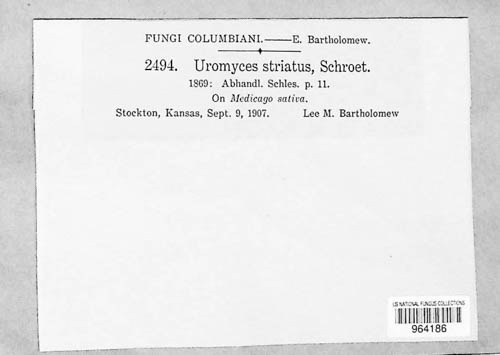 FUNGI COLUMBIANI.—E. Bartholomew.
2494. Uromyces striatus, Schroet.
1869: Abhandl. Schles. p. 11.
On Medicago sativa.
Stockton, Kansas, Sept. 9, 1907. Lee M. Bartholomew
US NATIONAL FUNGUS COLLECTIONS
964186